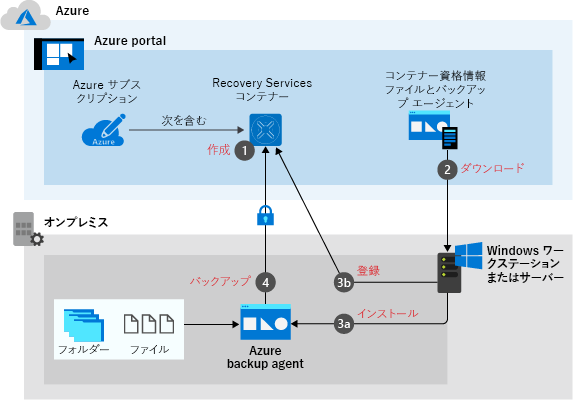 Azure
Azure portal
Azure サブス
クリプション
Azure
次を含む
Recovery Services
コンテナー
作成
1
コンテナー資格情報
ファイルとバックアッ
プ エージェント
2
ダウンロード
オンプレミス
Windows ワー
クステーション
またはサーバー
バックアップ
4
登録
3b
インストール
3a
フォルダー
ファイル
Azure
backup agent